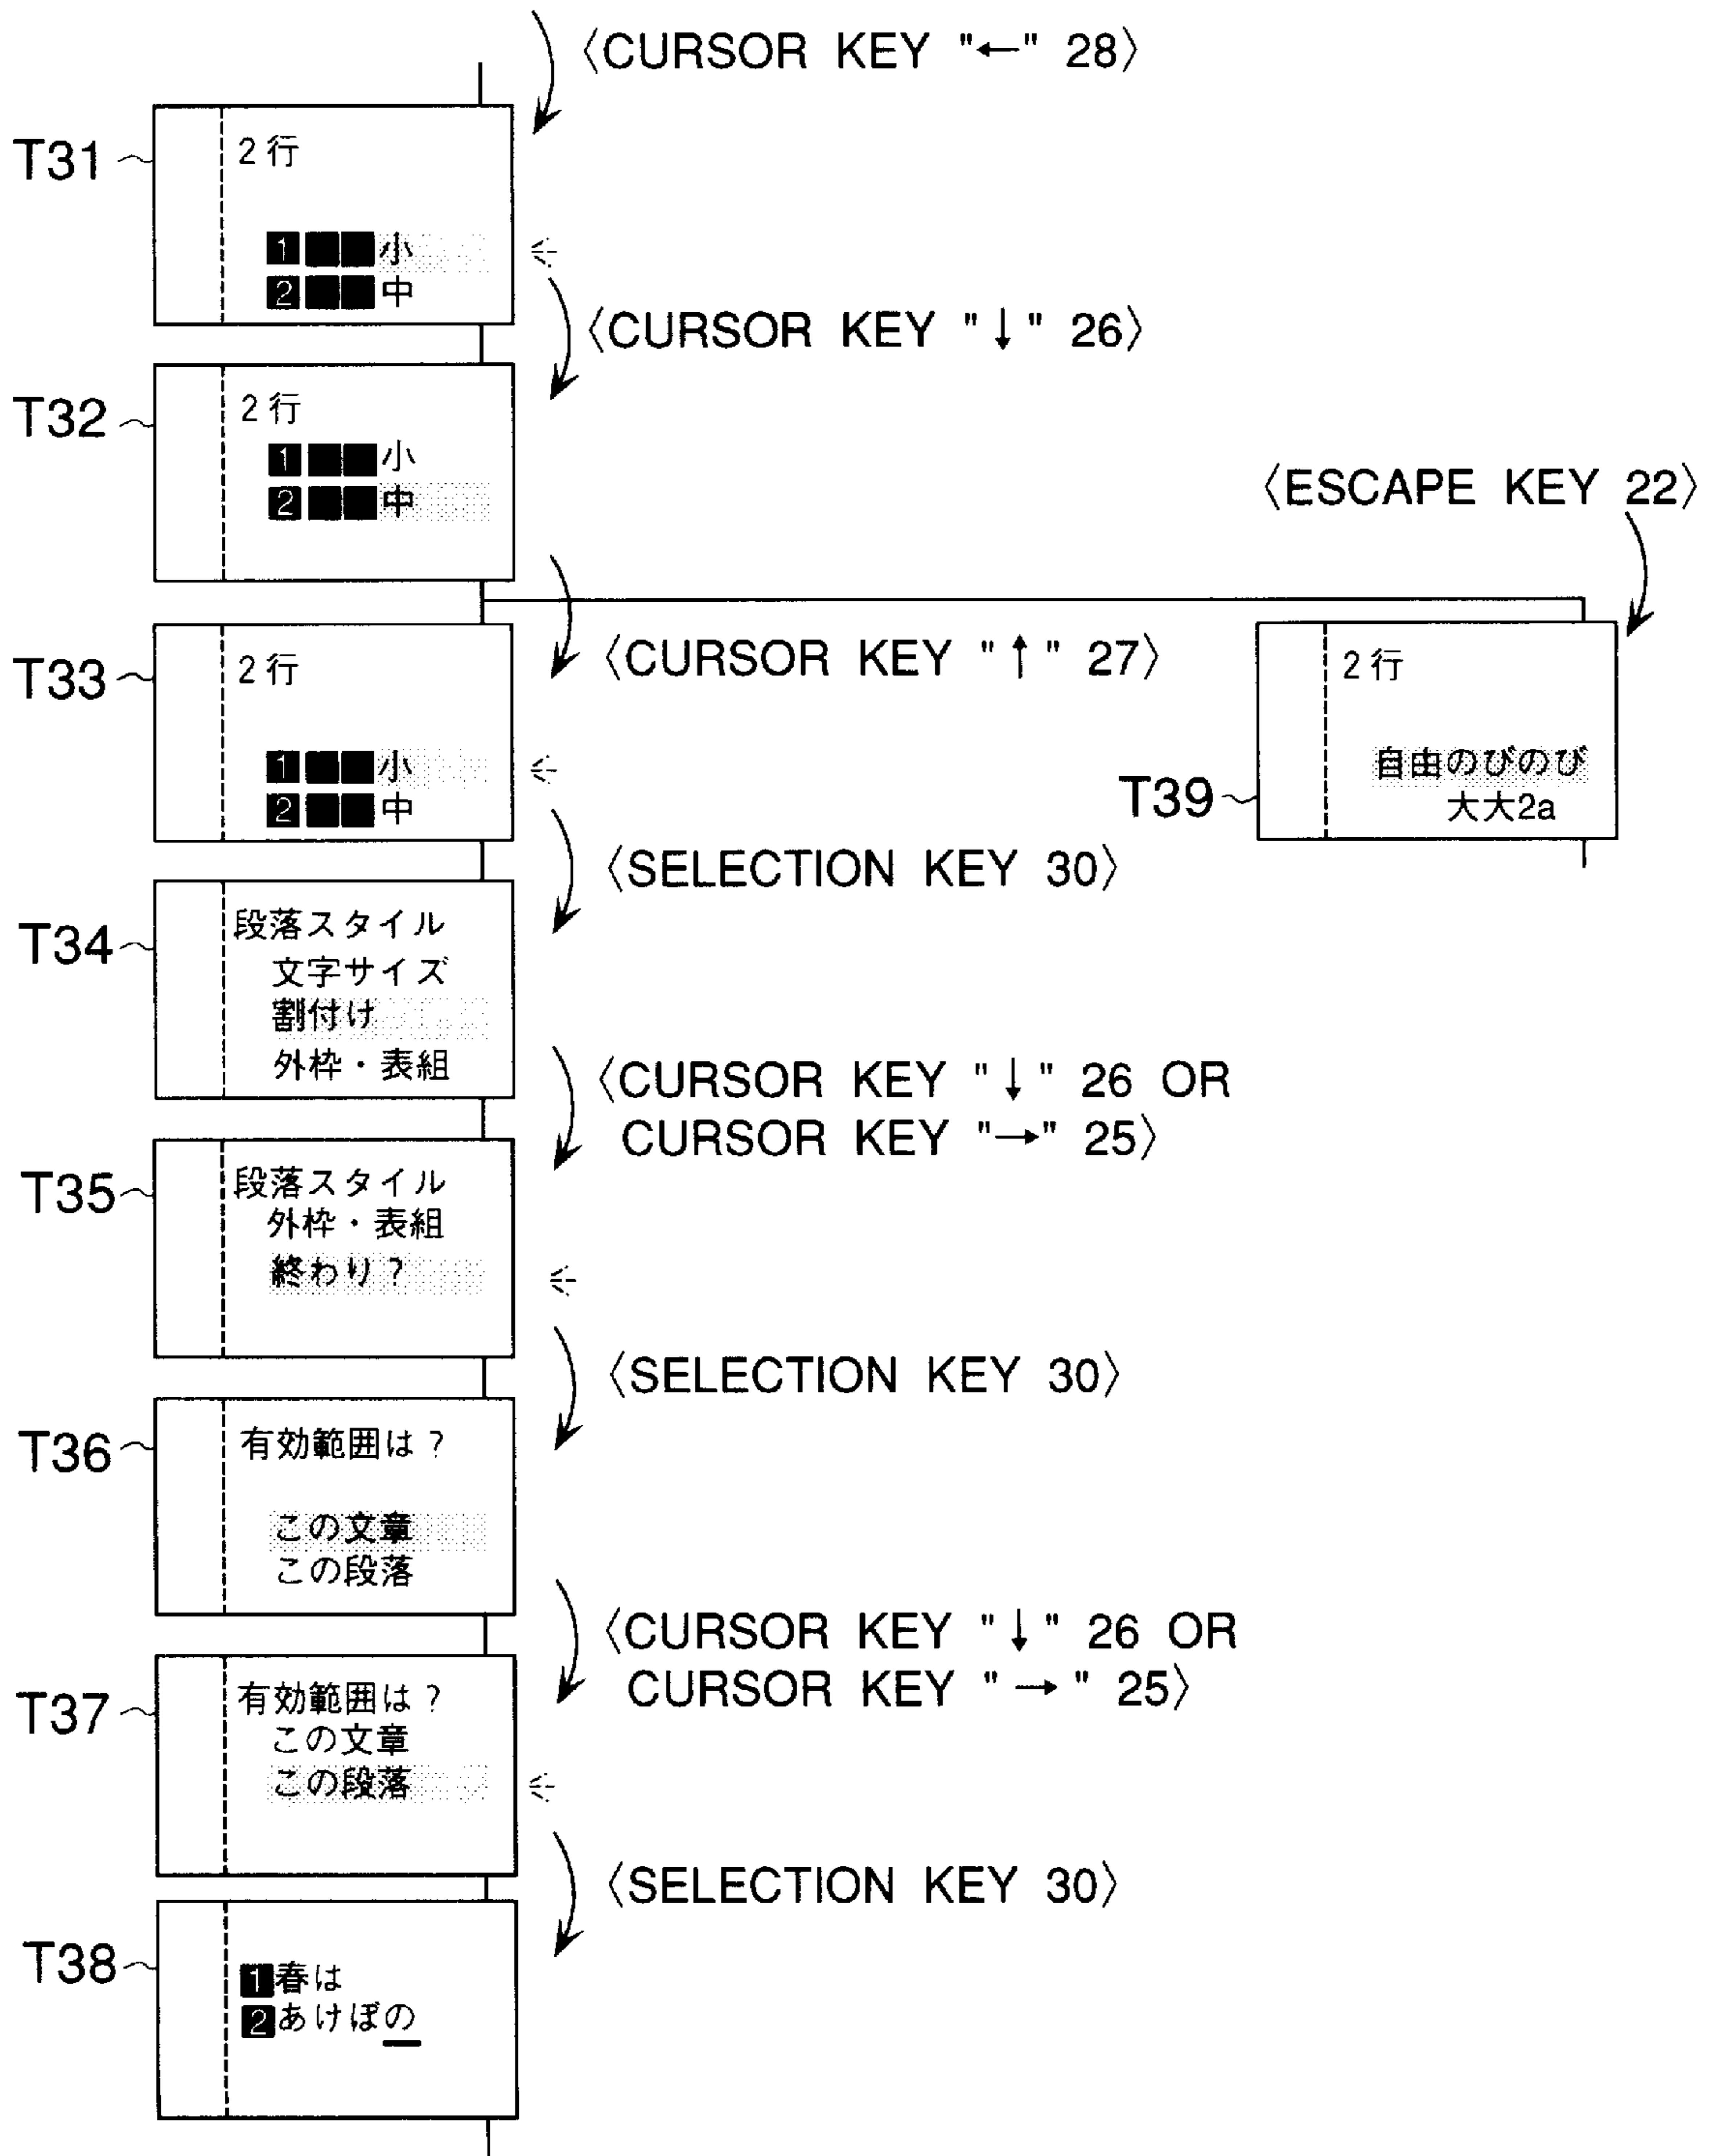 〈CURSOR KEY "←" 28〉
T31
2行
1■■小
2■■中
〈CURSOR KEY "↓" 26〉
T32
2行
1■■小
2■■中
〈ESCAPE KEY 22〉
〈CURSOR KEY "↑" 27〉
T33
2行
1■■小
2■■中
T39
2行
自由のびのび
大大2a
〈SELECTION KEY 30〉
T34
段落スタイル
文字サイズ
割付け
外枠・表組
〈CURSOR KEY "↓" 26 OR
CURSOR KEY "→" 25〉
T35
段落スタイル
外枠・表組
終わり?
〈SELECTION KEY 30〉
T36
有効範囲は?
この文章
この段落
〈CURSOR KEY "↓" 26 OR
CURSOR KEY "→" 25〉
T37
有効範囲は?
この文章
この段落
〈SELECTION KEY 30〉
T38
1春は
2あけぼの